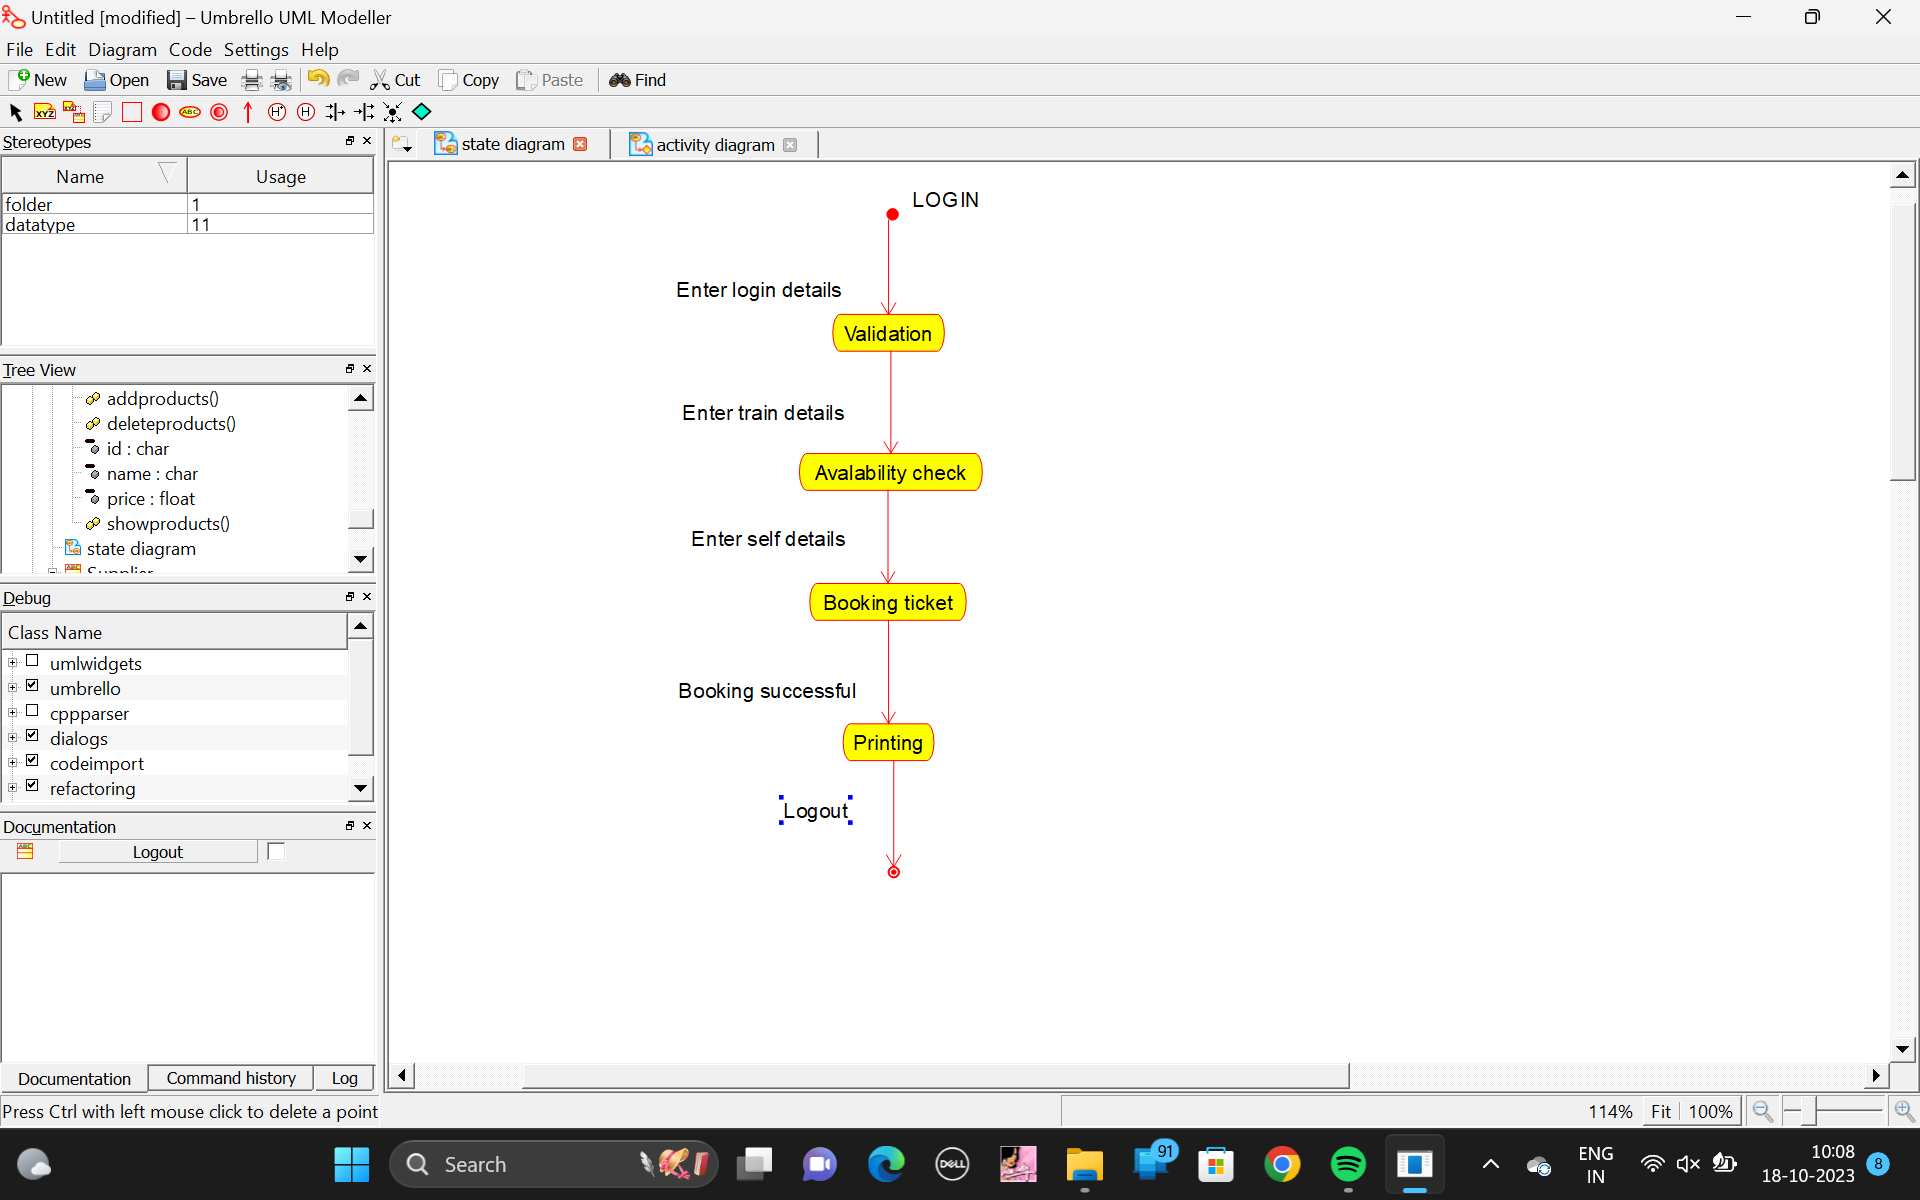 Untitled [modified] – Umbrello UML Modeller
File Edit Diagram Code Settings Help
New Open Save Cut Copy Paste Find
XYZ XYZ ABC H* H
Stereotypes
Name Usage
folder 1
datatype 11
Tree View
addproducts()
deleteproducts()
id : char
name : char
price : float
showproducts()
state diagram
Supplier
Debug
Class Name
umlwidgets
umbrello
cppparser
dialogs
codeimport
refactoring
Documentation
Logout
Documentation Command history Log
Press Ctrl with left mouse click to delete a point
state diagram activity diagram
LOGIN
Enter login details
Validation
Enter train details
Avalability check
Enter self details
Booking ticket
Booking successful
Printing
Logout
114% Fit 100%
Search
DELL
91
ENG
IN
10:08
18-10-2023
8